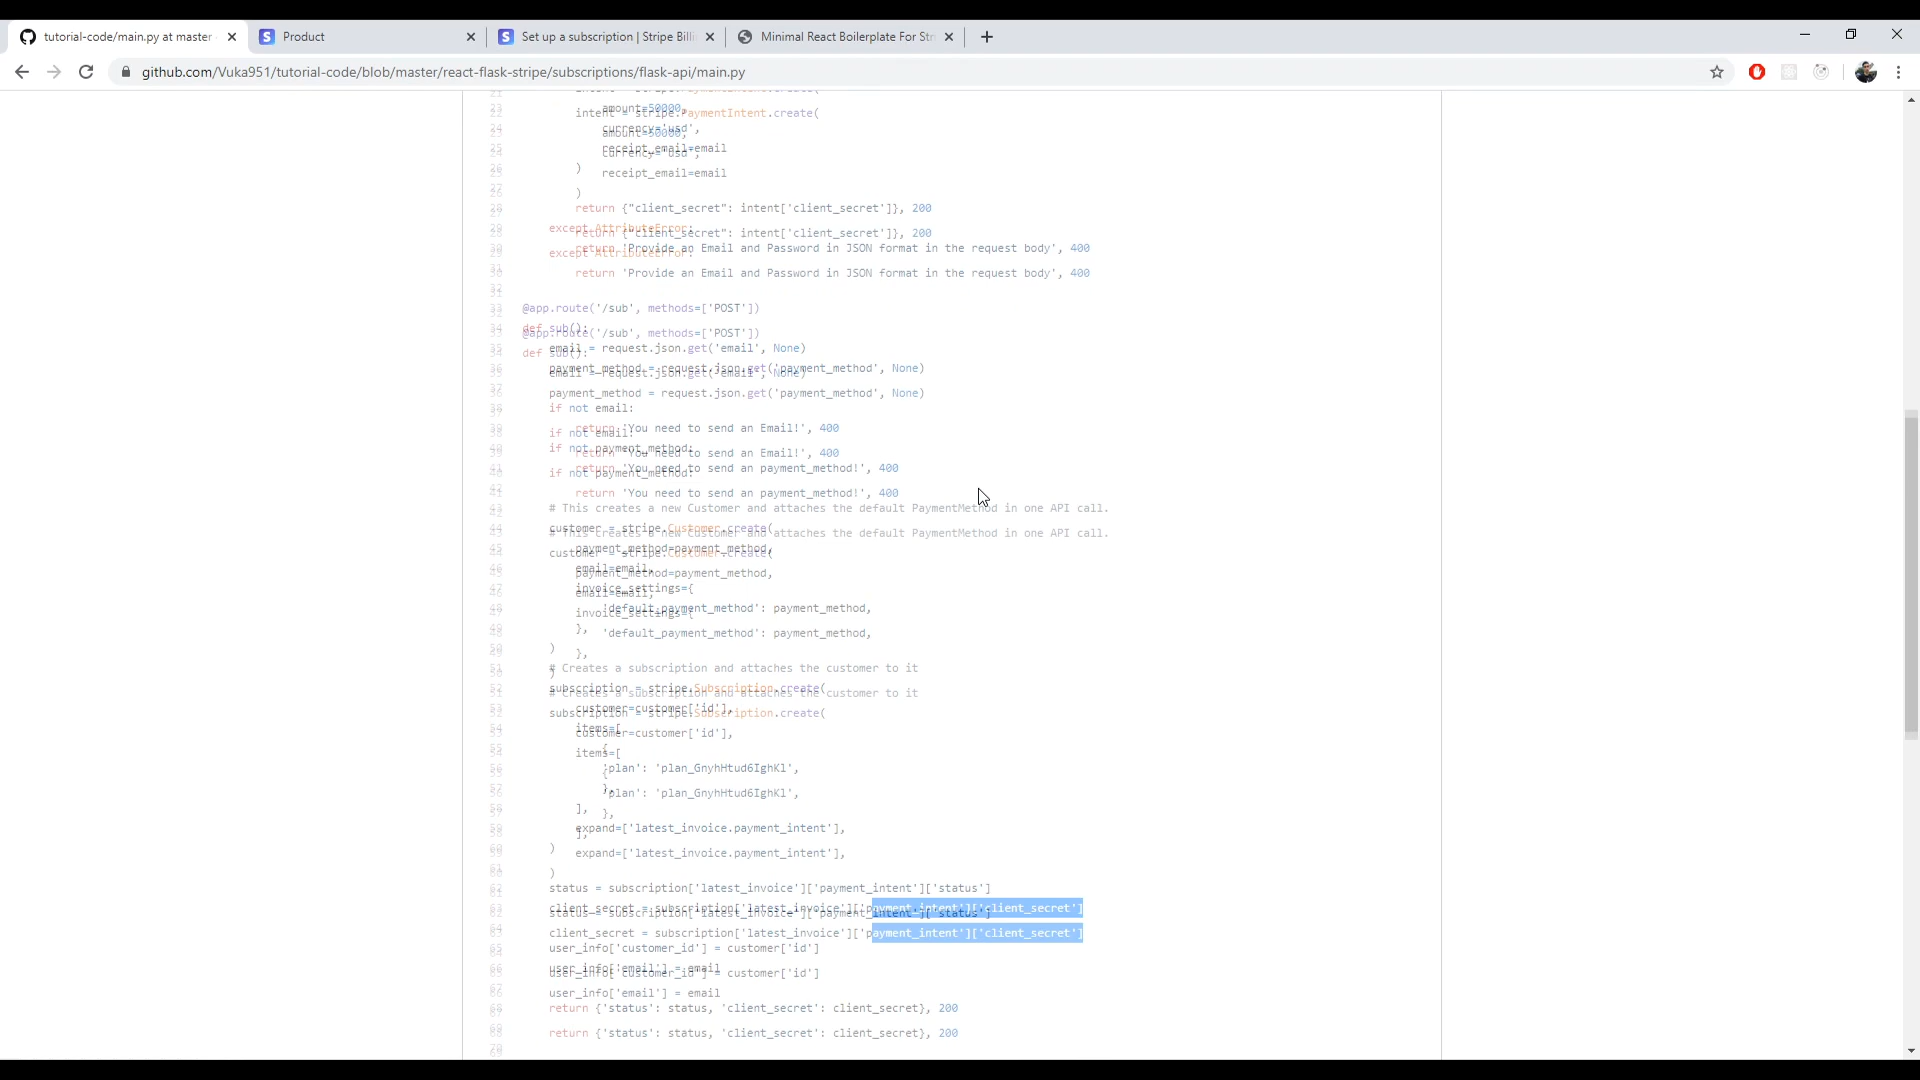 tutorial-code/main.py at master
Product
Set up a subscription | Stripe Billi
Minimal React Boilerplate For Str
github.com/Vuka951/tutorial-code/blob/master/react-flask-stripe/subscriptions/flask-api/main.py
intent = stripe.PaymentIntent.create(
amount=50000,
currency='usd',
receipt_email=email
)
return {"client_secret": intent['client_secret']}, 200
except AttributeError:
return 'Provide an Email and Password in JSON format in the request body', 400
@app.route('/sub', methods=['POST'])
def sub():
email = request.json.get('email', None)
payment_method = request.json.get('payment_method', None)
if not email:
return 'You need to send an Email!', 400
if not payment_method:
return 'You need to send an payment_method!', 400
# This creates a new Customer and attaches the default PaymentMethod in one API call.
customer = stripe.Customer.create(
payment_method=payment_method,
email=email,
invoice_settings={
'default_payment_method': payment_method,
},
)
# Creates a subscription and attaches the customer to it
subscription = stripe.Subscription.create(
customer=customer['id'],
items=[
{
'plan': 'plan_GnyhHtud6IghKl',
},
],
expand=['latest_invoice.payment_intent'],
)
status = subscription['latest_invoice']['payment_intent']['status']
client_secret = subscription['latest_invoice']['payment_intent']['client_secret']
user_info['customer_id'] = customer['id']
user_info['email'] = email
return {'status': status, 'client_secret': client_secret}, 200